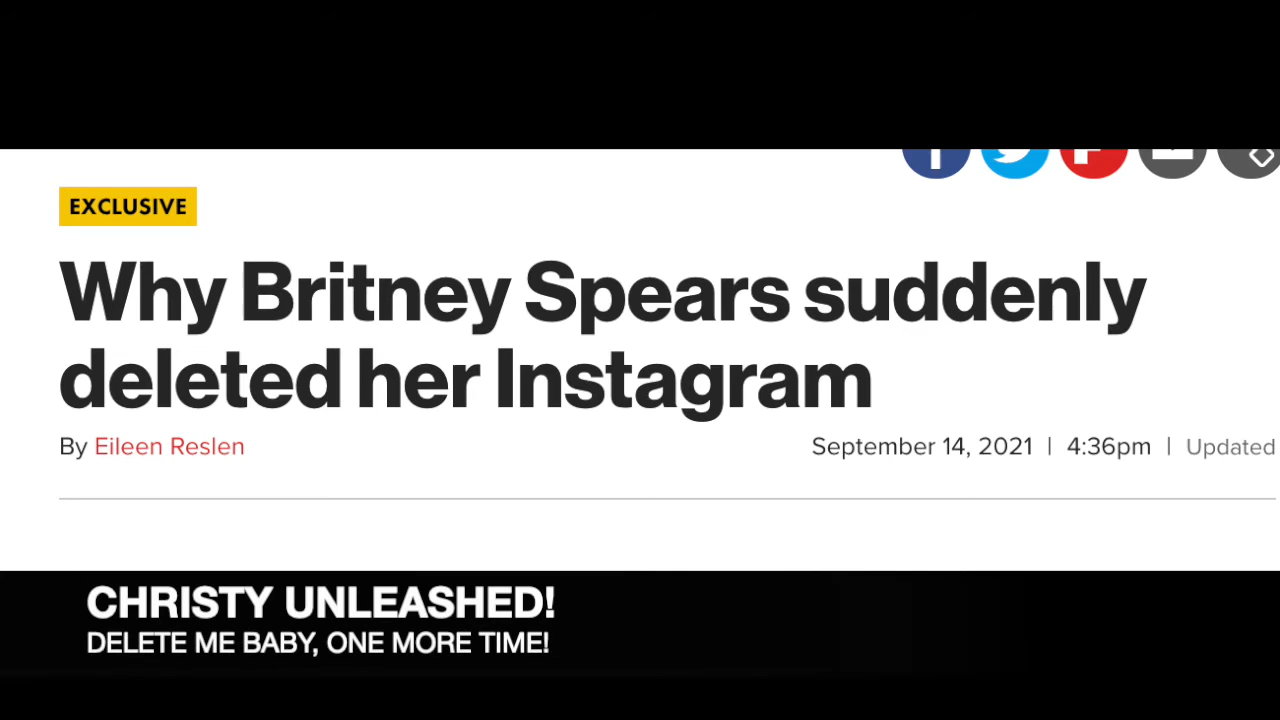 EXCLUSIVE
Why Britney Spears suddenly
deleted her Instagram
By Eileen Reslen September 14, 2021 | 4:36pm | Updated
CHRISTY UNLEASHED!
DELETE ME BABY, ONE MORE TIME!